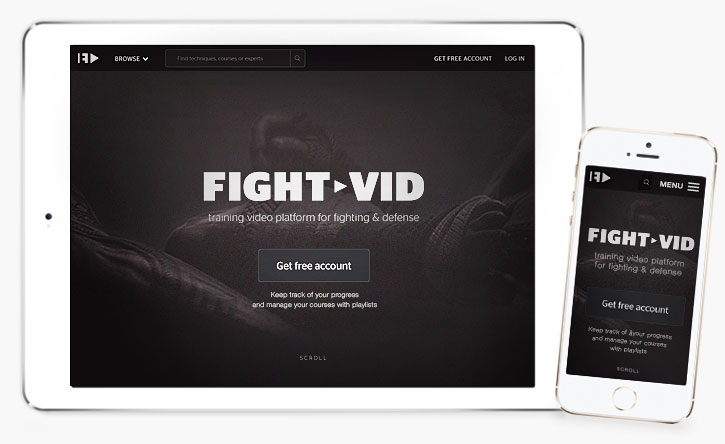 BROWSE
Find techniques, courses or experts
GET FREE ACCOUNT
LOG IN
FIGHT VID
training video platform for fighting & defense
Get free account
Keep track of your progress
and manage your courses with playlists
SCROLL
MENU
FIGHT VID
training video platform
for fighting & defense
Get free account
Keep track of your progress
and manage your courses
with playlists
SCROLL